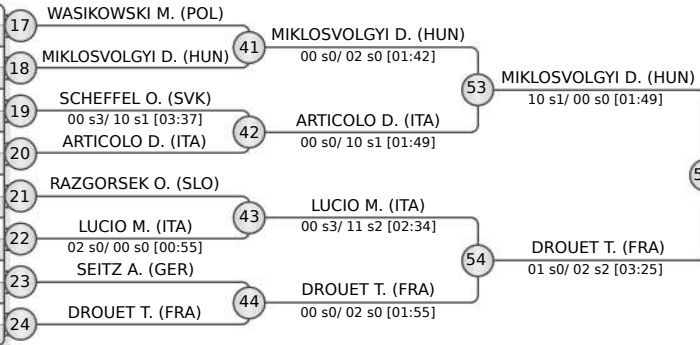 17
WASIKOWSKI M. (POL)
18
MIKLOSVOLGYI D. (HUN)
41
MIKLOSVOLGYI D. (HUN)
00 s0/ 02 s0 [01:42]
19
SCHEFFEL O. (SVK)
00 s3/ 10 s1 [03:37]
20
ARTICOLO D. (ITA)
42
ARTICOLO D. (ITA)
00 s0/ 10 s1 [01:49]
53
MIKLOSVOLGYI D. (HUN)
10 s1/ 00 s0 [01:49]
21
RAZGORSEK O. (SLO)
22
LUCIO M. (ITA)
02 s0/ 00 s0 [00:55]
43
LUCIO M. (ITA)
00 s3/ 11 s2 [02:34]
23
SEITZ A. (GER)
24
DROUET T. (FRA)
44
DROUET T. (FRA)
00 s0/ 02 s0 [01:55]
54
DROUET T. (FRA)
01 s0/ 02 s2 [03:25]